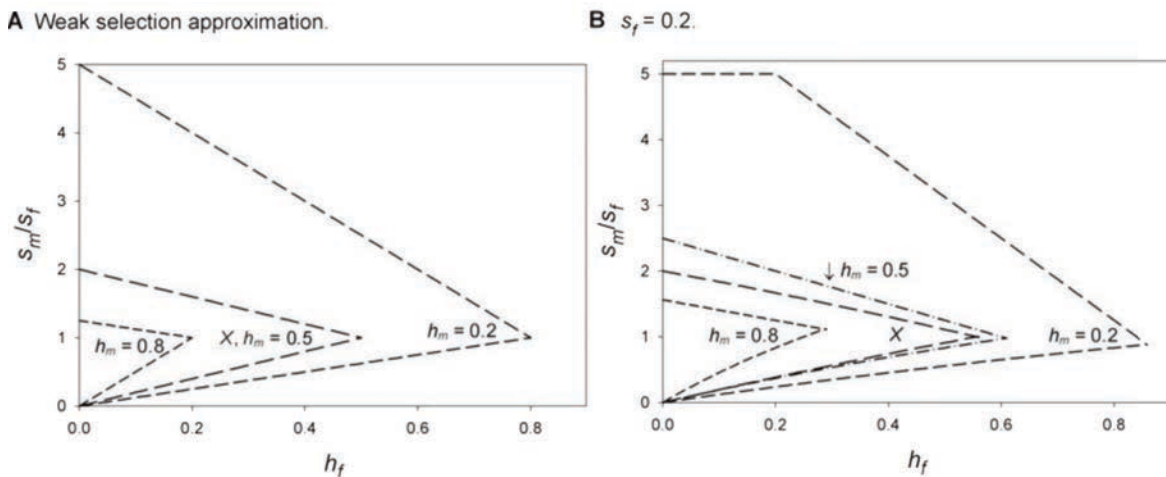 A Weak selection approximation.
5
4
3
2
1
0
s_m/s_f
h_m = 0.8
X, h_m = 0.5
h_m = 0.2
0.0 0.2 0.4 0.6 0.8
h_f
B s_f = 0.2.
5
4
3
2
1
0
s_m/s_f
↓ h_m = 0.5
h_m = 0.8
X
h_m = 0.2
0.0 0.2 0.4 0.6 0.8
h_f